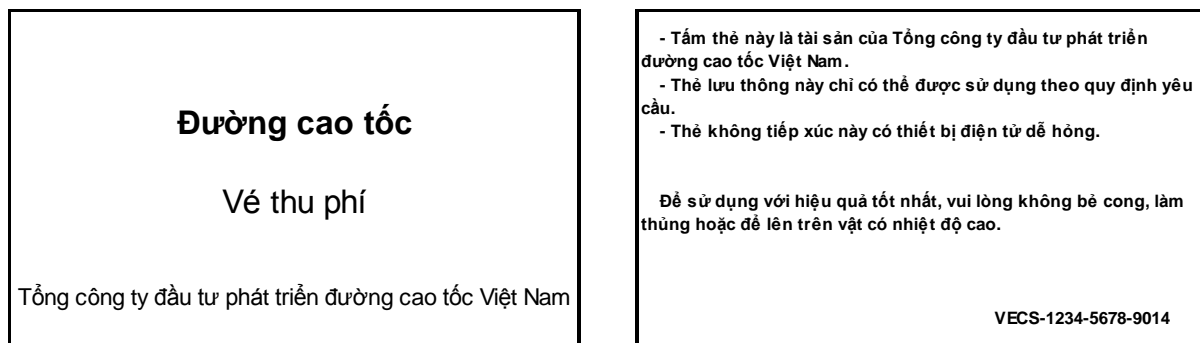 Đường cao tốc
Vé thu phí
Tổng công ty đầu tư phát triển đường cao tốc Việt Nam
- Tấm thẻ này là tài sản của Tổng công ty đầu tư phát triển
đường cao tốc Việt Nam.
- Thẻ lưu thông này chỉ có thể được sử dụng theo quy định yêu
cầu.
- Thẻ không tiếp xúc này có thiết bị điện tử dễ hỏng.
Để sử dụng với hiệu quả tốt nhất, vui lòng không bẻ cong, làm
thủng hoặc để lên trên vật có nhiệt độ cao.
VECS-1234-5678-9014